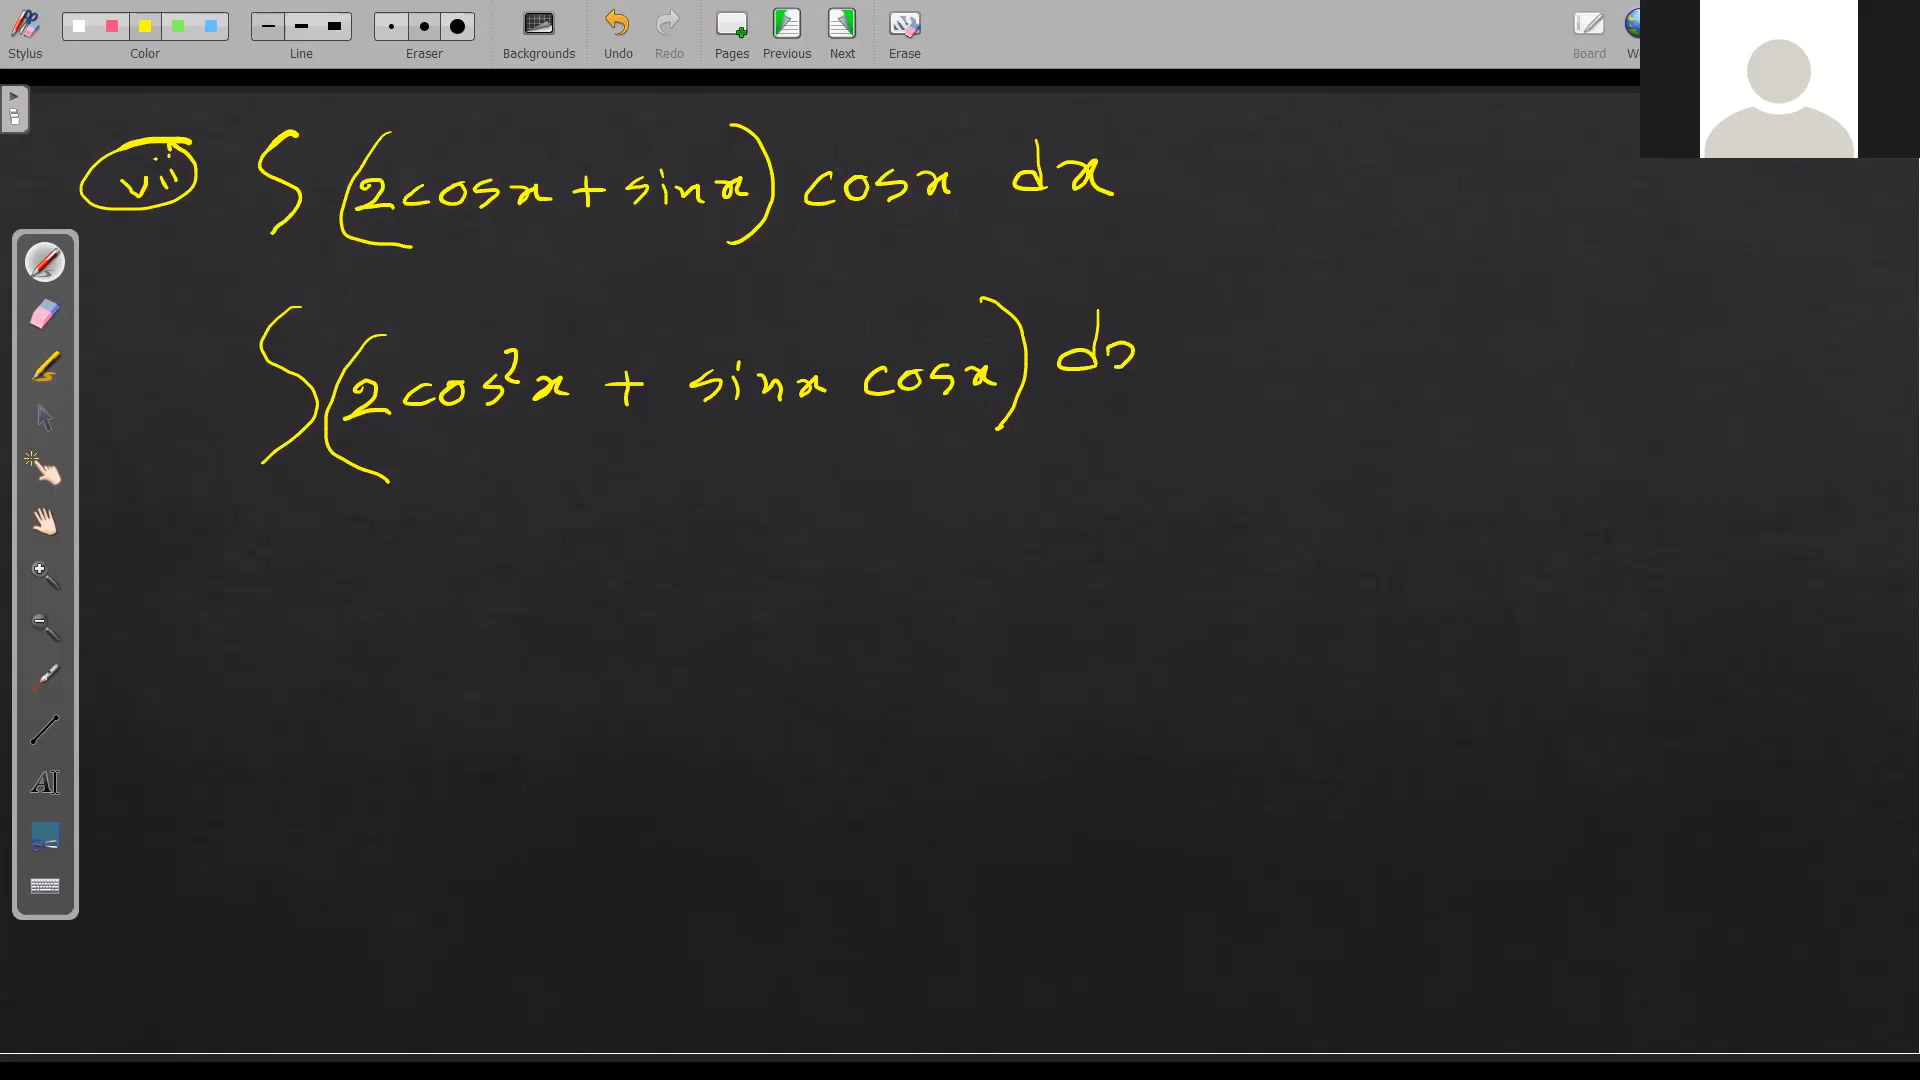 Stylus Color Line Eraser Backgrounds Undo Redo Pages Previous Next Erase Board
vii ∫ (2cosx + sinx) cosx dx
∫ (2cos²x + sinx cosx) dx
AI